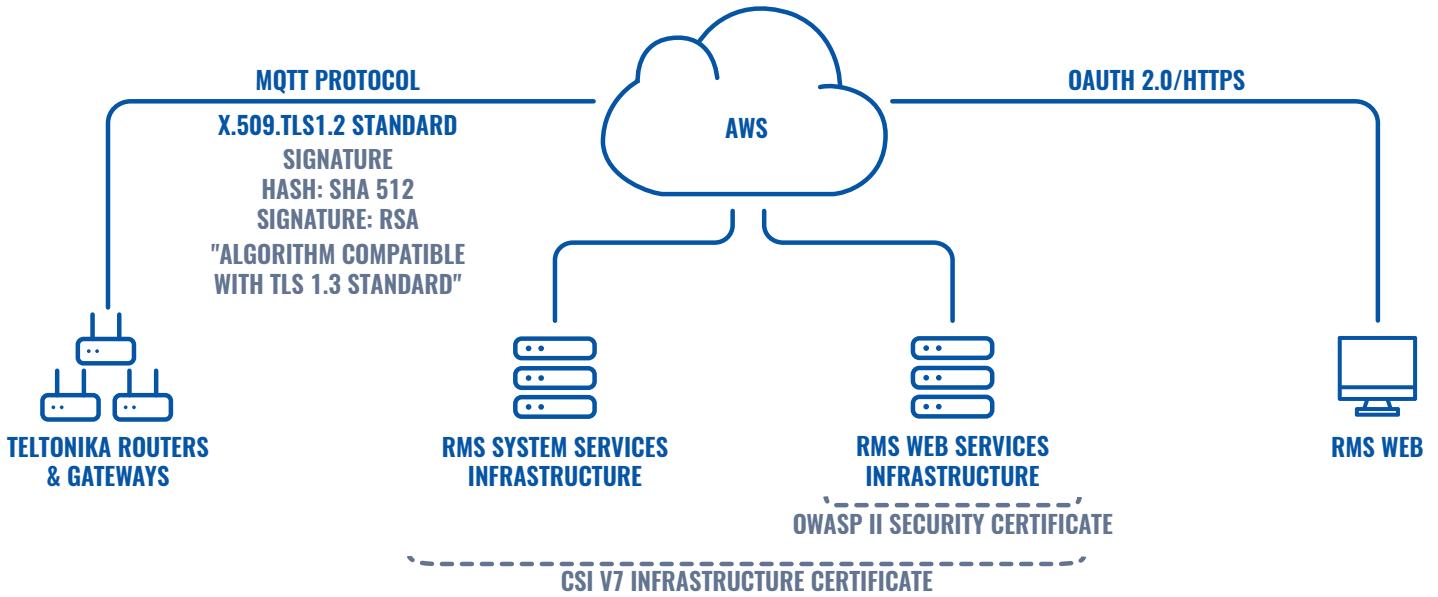 MQTT PROTOCOL
X.509.TLS1.2 STANDARD
SIGNATURE
HASH: SHA 512
SIGNATURE: RSA
"ALGORITHM COMPATIBLE
WITH TLS 1.3 STANDARD"
AWS
OAUTH 2.0/HTTPS
TELTONIKA ROUTERS
& GATEWAYS
RMS SYSTEM SERVICES
INFRASTRUCTURE
RMS WEB SERVICES
INFRASTRUCTURE
RMS WEB
OWASP II SECURITY CERTIFICATE
CSI V7 INFRASTRUCTURE CERTIFICATE